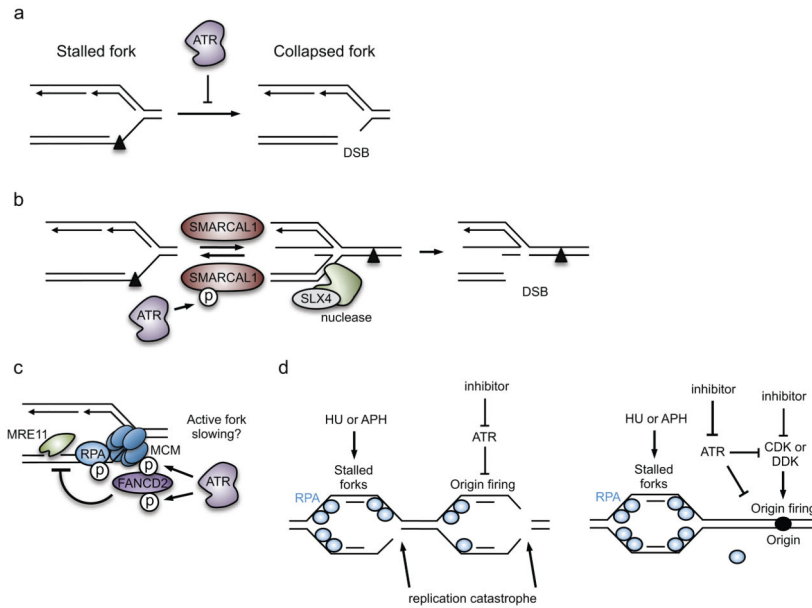 a
ATR
Stalled fork
Collapsed fork
DSB
b
SMARCAL1
SMARCAL1
p
ATR
SLX4
nuclease
DSB
c
MRE11
RPA
MCM
Active fork
slowing?
p
p
FANCD2
p
ATR
d
HU or APH
Stalled
forks
RPA
inhibitor
ATR
Origin firing
replication catastrophe
HU or APH
Stalled
forks
RPA
inhibitor
ATR
inhibitor
CDK or
DDK
Origin firing
Origin